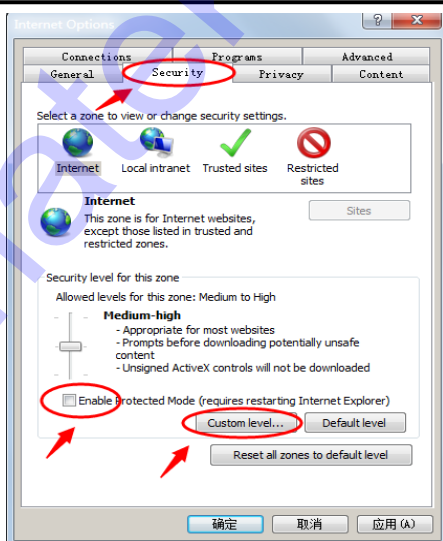 Internet Options
Connections Programs Advanced
General Security Privacy Content
Select a zone to view or change security settings.
Internet Local intranet Trusted sites Restricted sites
Internet
This zone is for Internet websites,
except those listed in trusted and
restricted zones.
Sites
Security level for this zone
Allowed levels for this zone: Medium to High
Medium-high
- Appropriate for most websites
- Prompts before downloading potentially unsafe
content
- Unsigned ActiveX controls will not be downloaded
Enable Protected Mode (requires restarting Internet Explorer)
Custom level... Default level
Reset all zones to default level
确定 取消 应用(A)